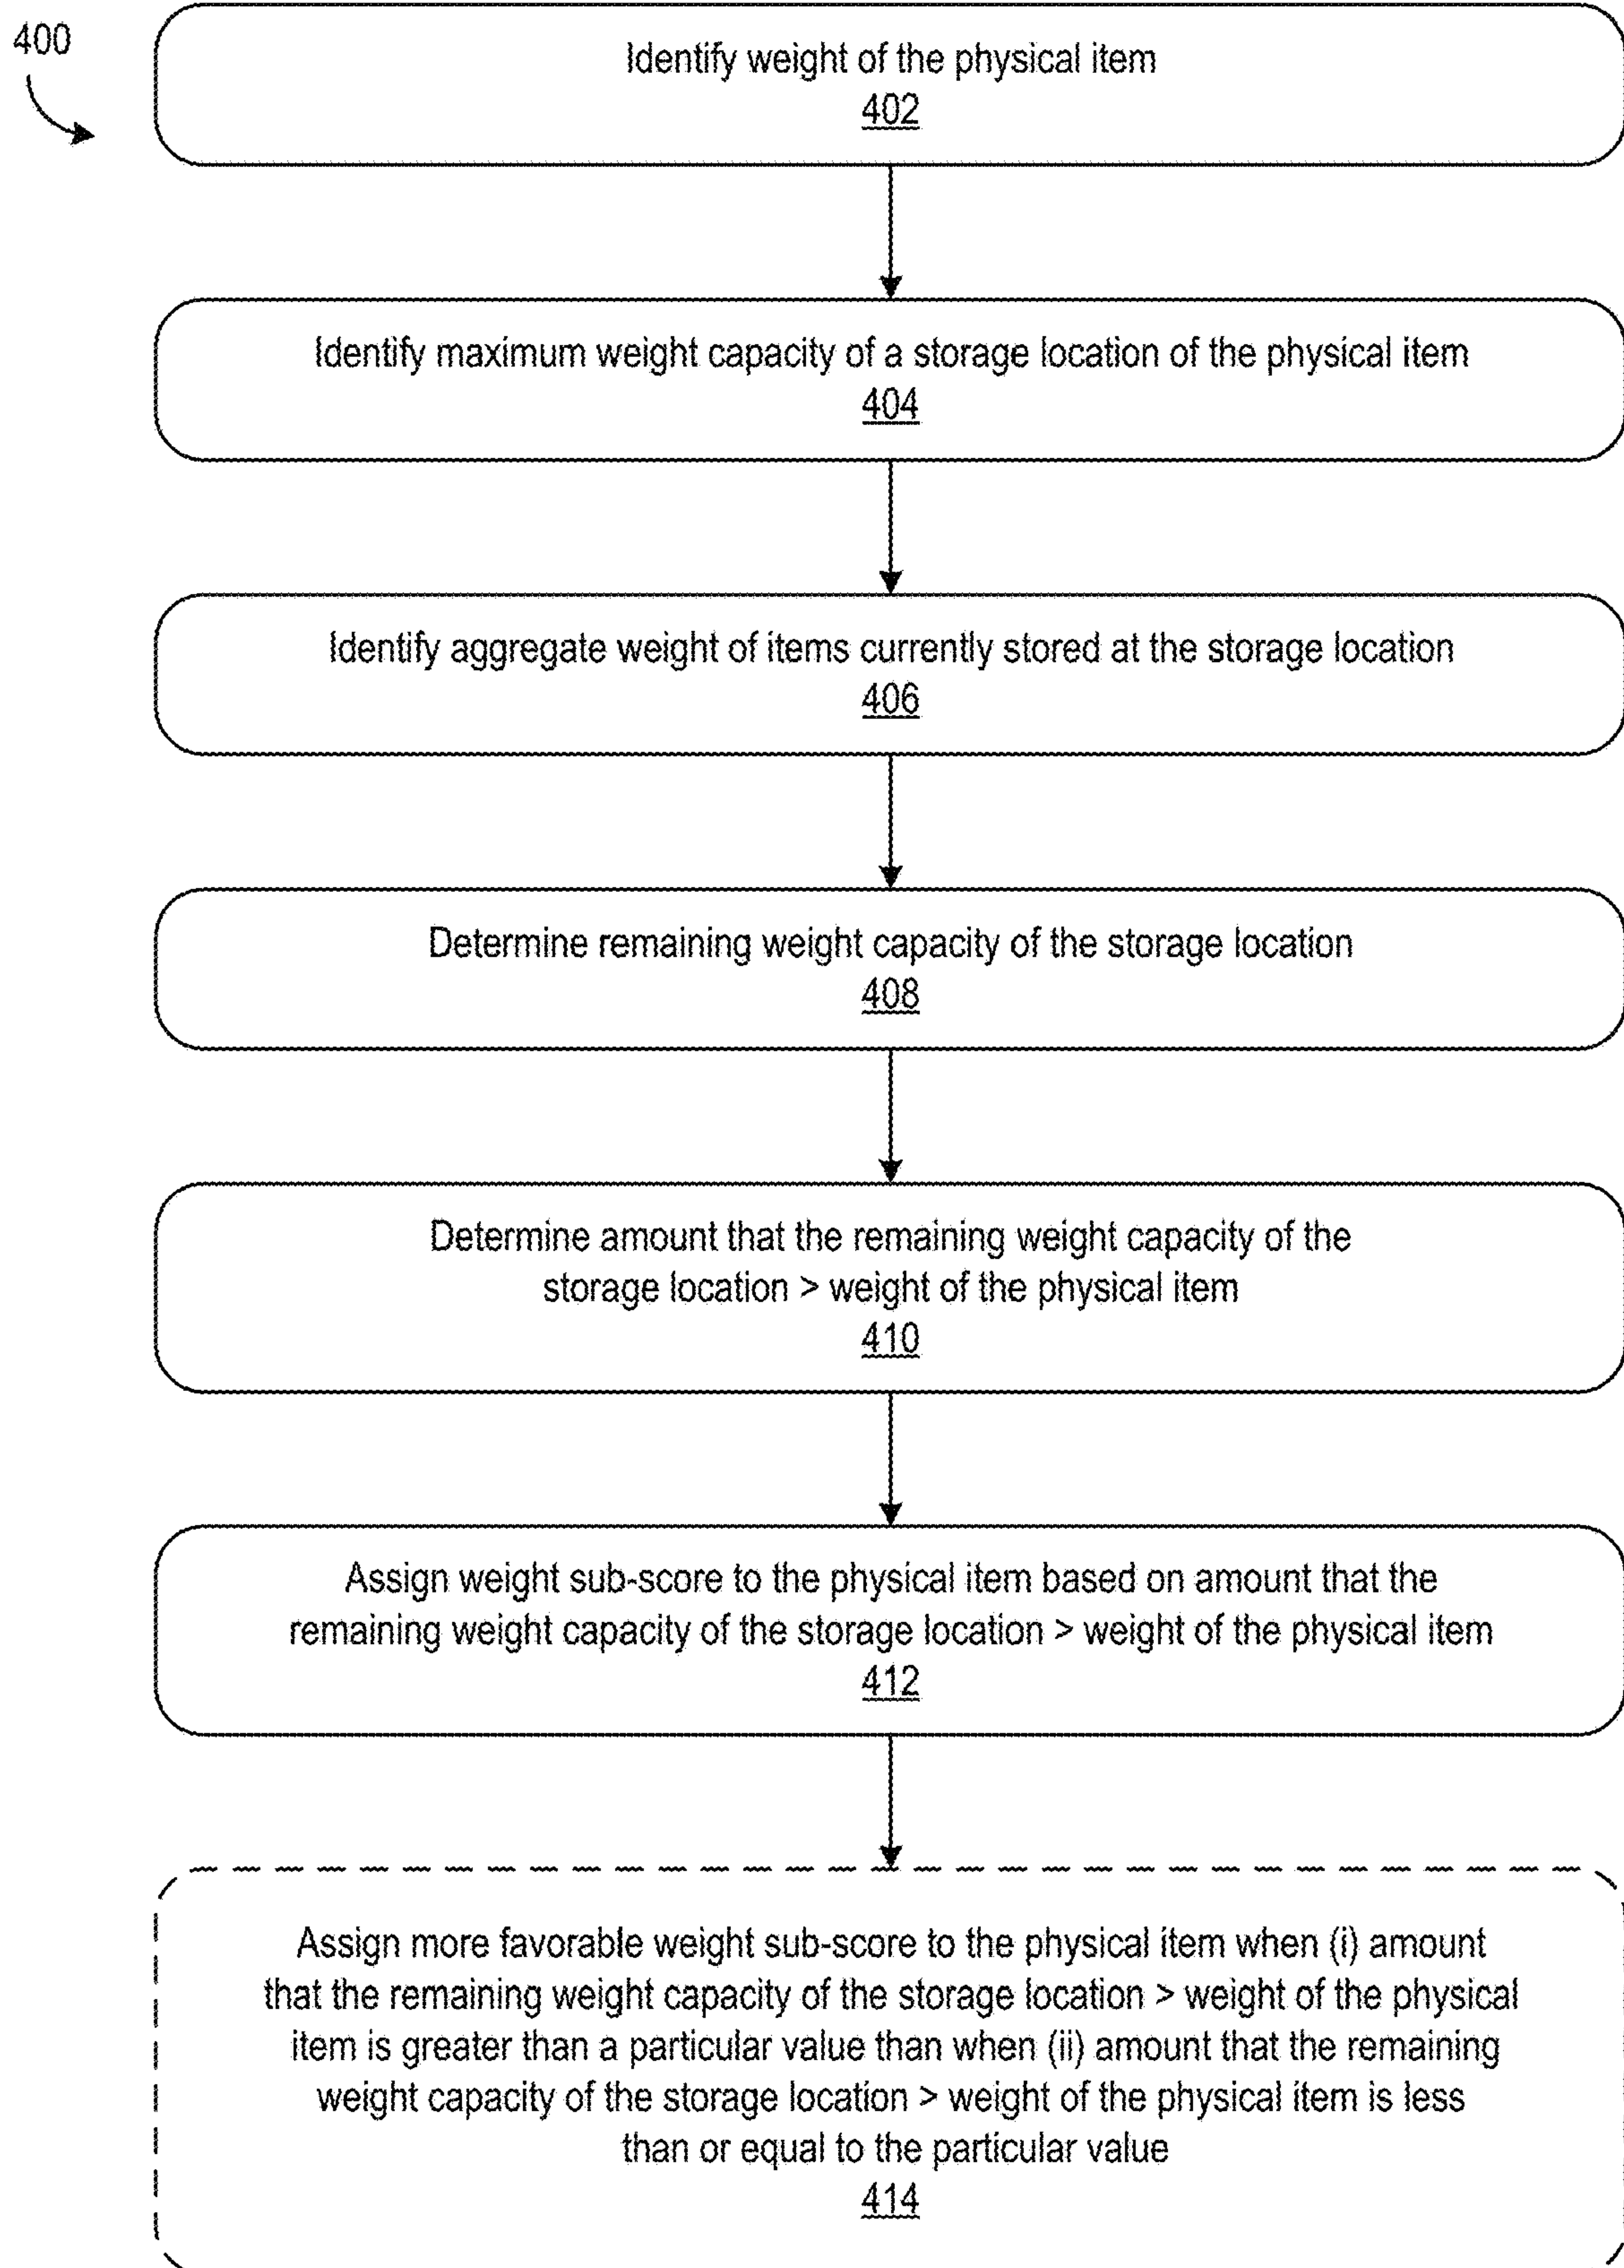 400
Identify weight of the physical item
402
Identify maximum weight capacity of a storage location of the physical item
404
Identify aggregate weight of items currently stored at the storage location
406
Determine remaining weight capacity of the storage location
408
Determine amount that the remaining weight capacity of the
storage location > weight of the physical item
410
Assign weight sub-score to the physical item based on amount that the
remaining weight capacity of the storage location > weight of the physical item
412
Assign more favorable weight sub-score to the physical item when (i) amount
that the remaining weight capacity of the storage location > weight of the physical
item is greater than a particular value than when (ii) amount that the remaining
weight capacity of the storage location > weight of the physical item is less
than or equal to the particular value
414